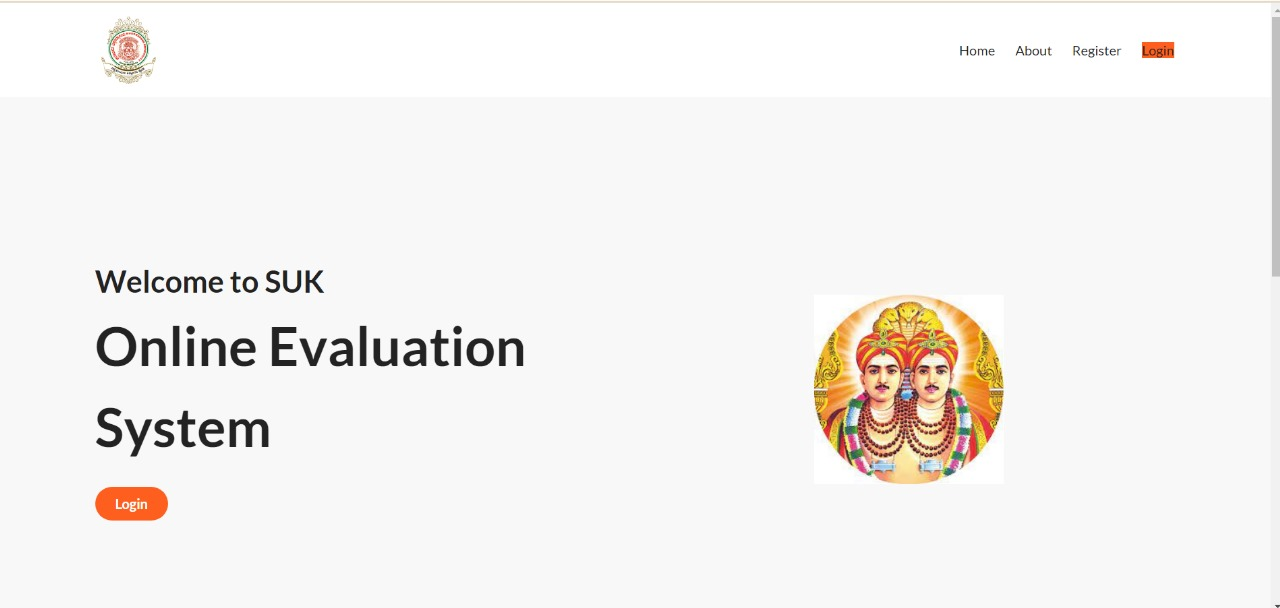 Home About Register Login
Welcome to SUK
Online Evaluation
System
Login